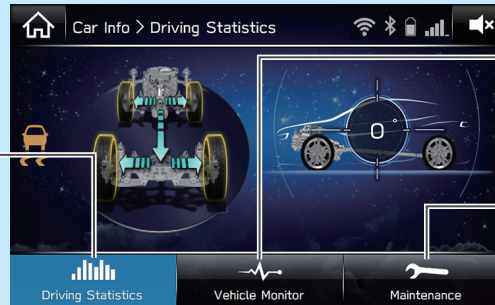 Car Info > Driving Statistics
0
Driving Statistics
Vehicle Monitor
Maintenance